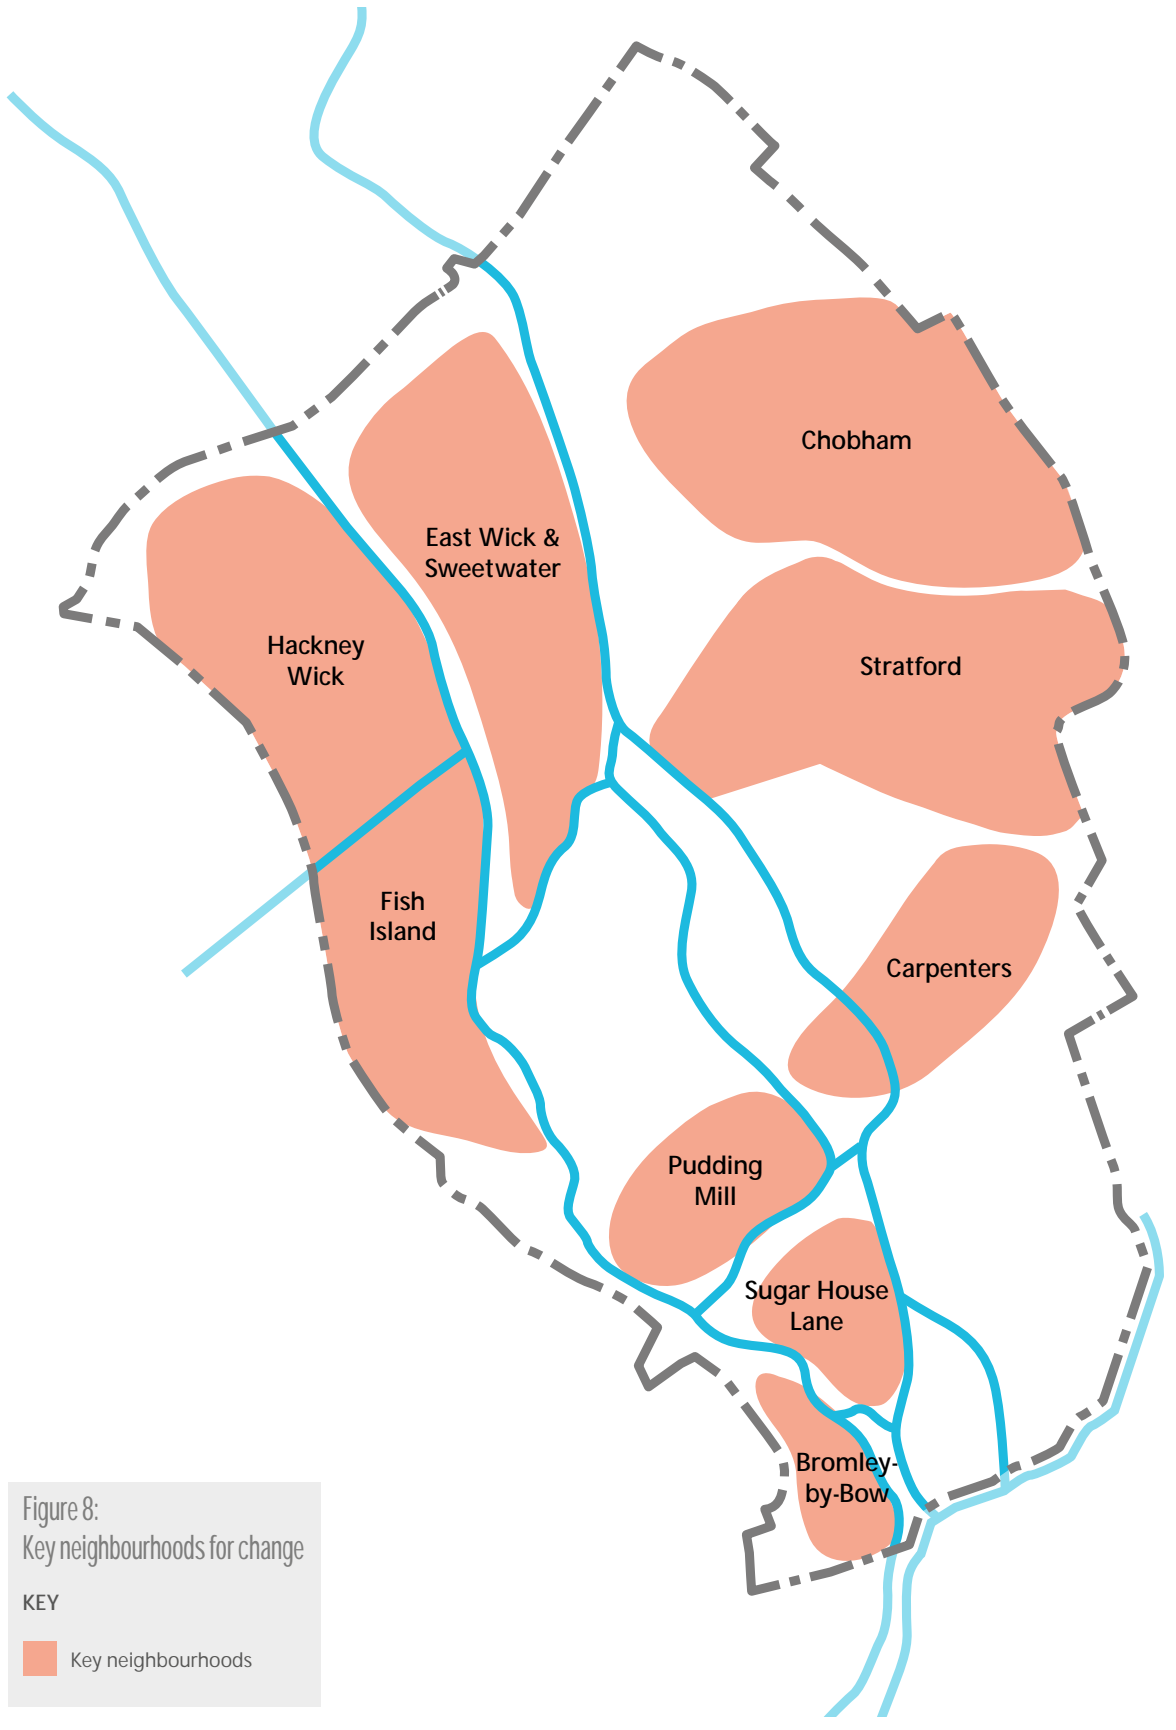 Chobham
East Wick &
Sweetwater
Hackney
Wick
Stratford
Fish
Island
Carpenters
Pudding
Mill
Sugar House
Lane
Bromley-
by-Bow
Figure 8:
Key neighbourhoods for change
KEY
Key neighbourhoods